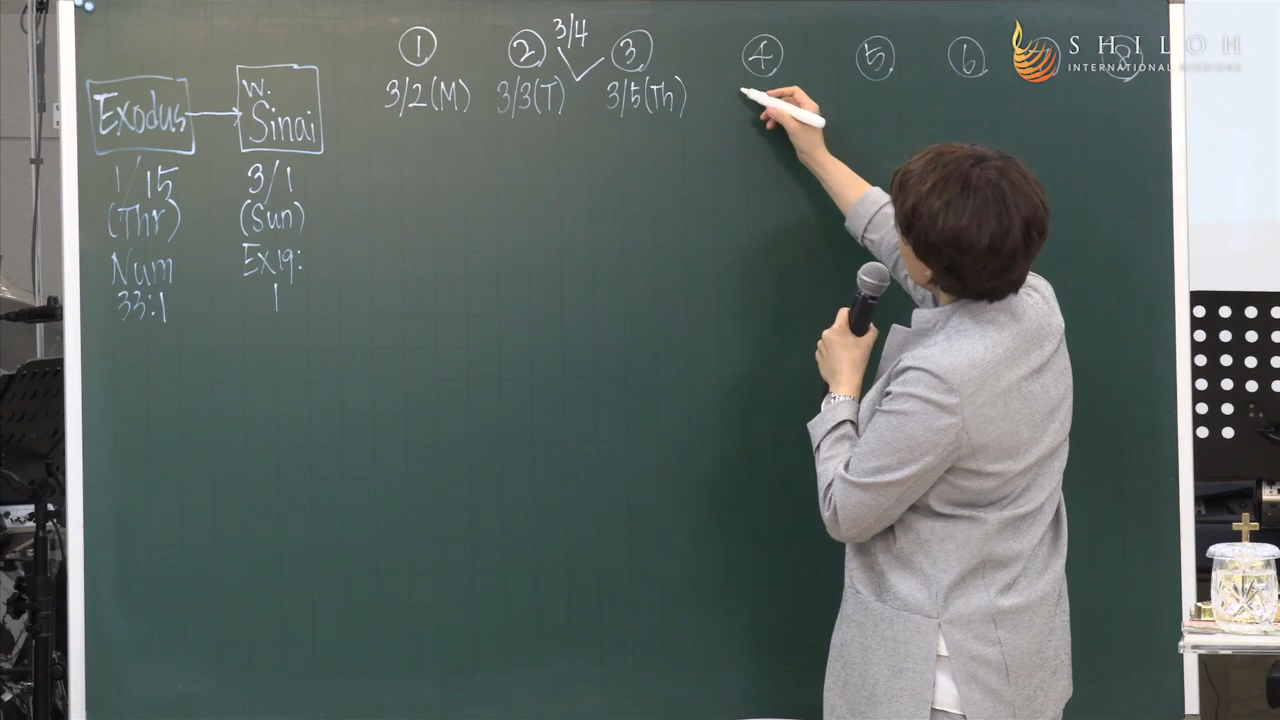 Exodus
1/15
(Thr)
Num
33:1
W.
Sinai
3/1
(Sun)
Ex19:
1
1
3/2(M)
2
3/3(T)
3/4
3
3/5(Th)
4
5
6
8
SHILOH
INTERNATIONAL MISSIONS